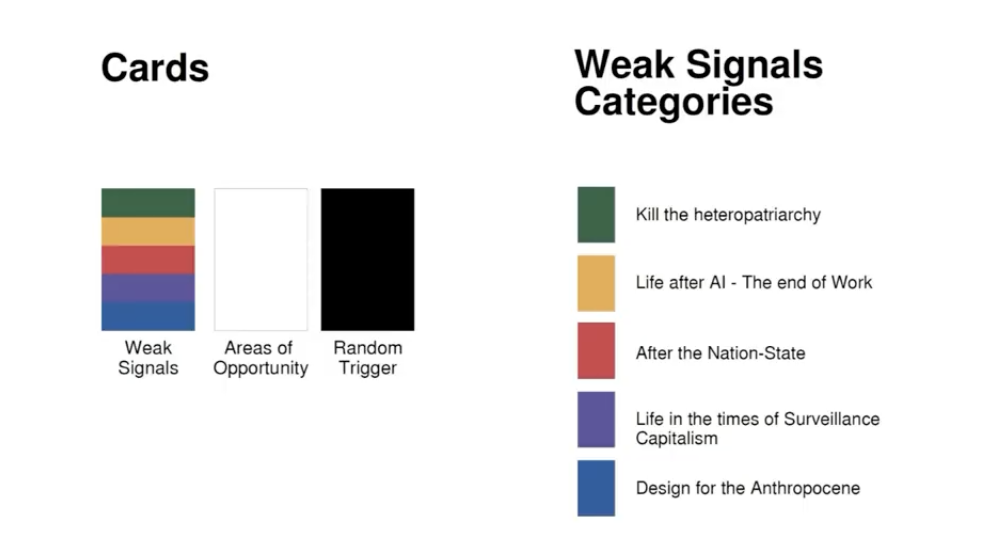 Cards
Weak
Signals
Areas of
Opportunity
Random
Trigger
Weak Signals
Categories
Kill the heteropatriarchy
Life after AI - The end of Work
After the Nation-State
Life in the times of Surveillance
Capitalism
Design for the Anthropocene